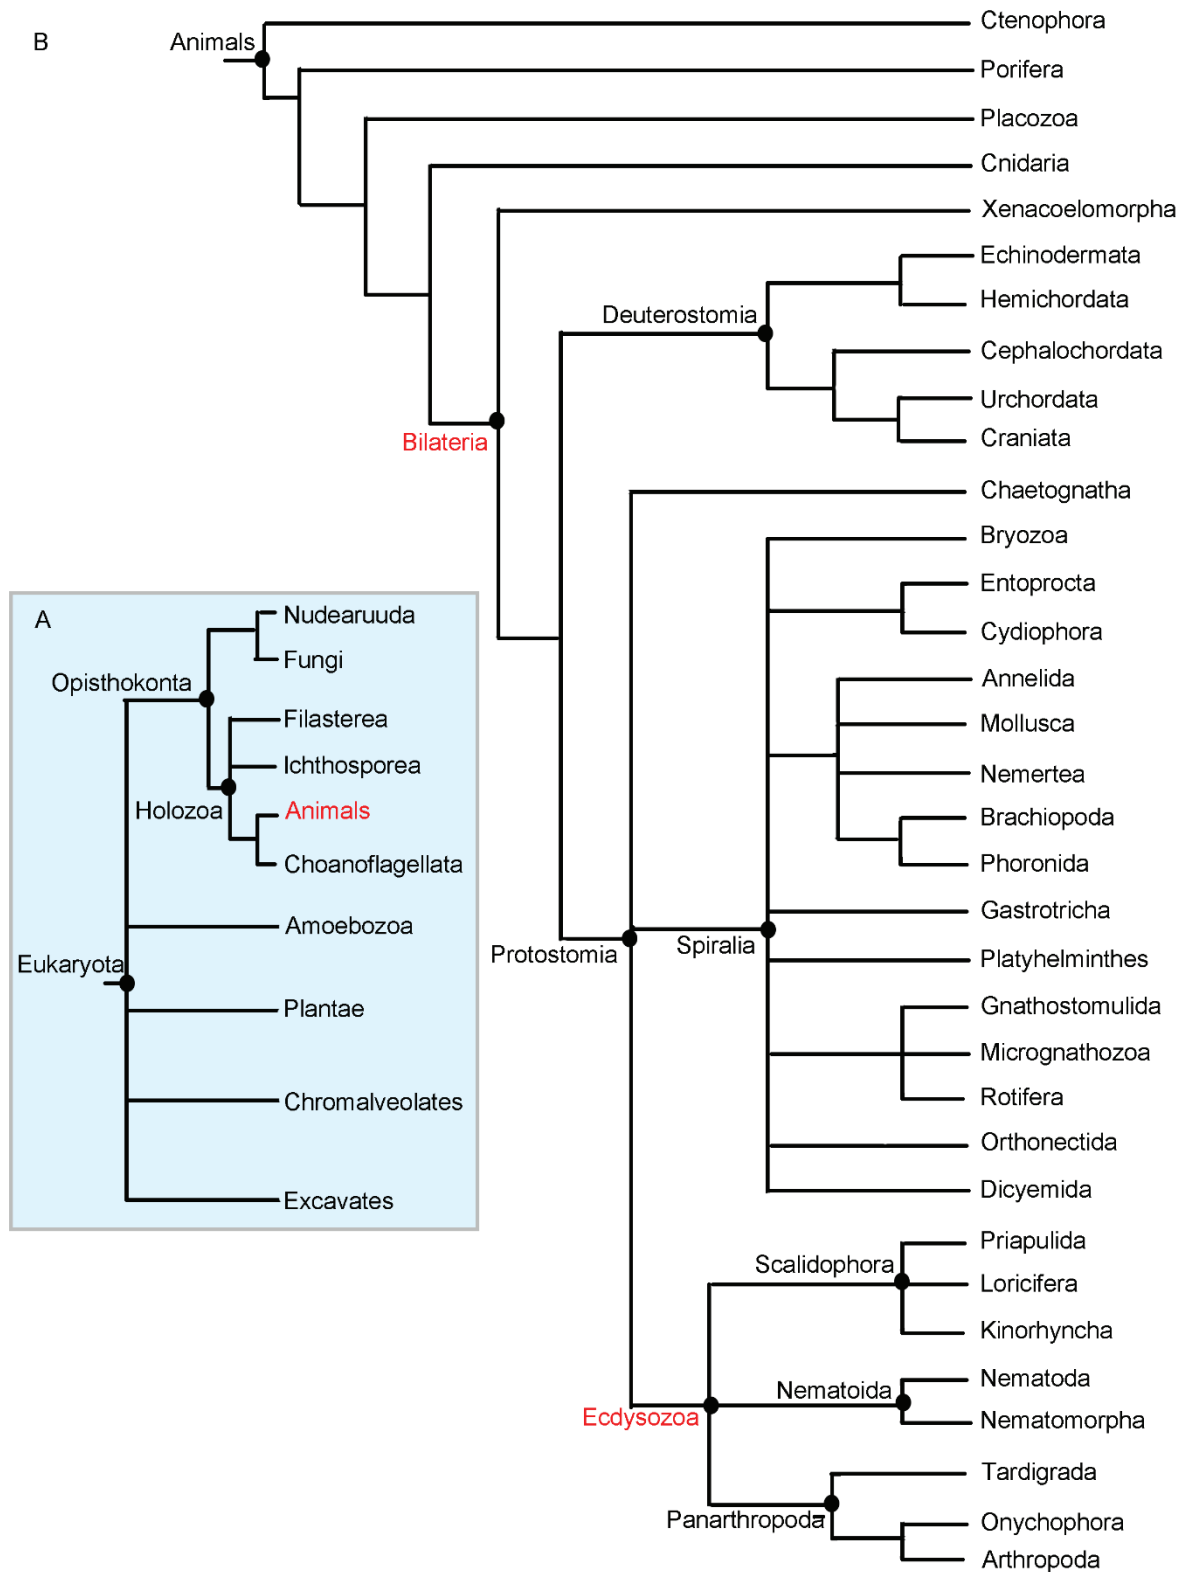 B
Animals
Ctenophora
Porifera
Placozoa
Cnidaria
Xenacoelomorpha
Echinodermata
Deuterostomia
Hemichordata
Cephalochordata
Urchordata
Bilateria
Craniata
Chaetognatha
Bryozoa
Entoprocta
Cydiophora
Annelida
Mollusca
Nemertea
Brachiopoda
Phoronida
Gastrotricha
Protostomia
Spiralia
Platyhelminthes
Gnathostomulida
Micrognathozoa
Rotifera
Orthonectida
Dicyemida
Priapulida
Scalidophora
Loricifera
Kinorhyncha
Nematoda
Nematoida
Ecdysozoa
Nematomorpha
Tardigrada
Panarthropoda
Onychophora
Arthropoda
A
Nudearuuda
Fungi
Opisthokonta
Filasterea
Ichthosporea
Holozoa
Animals
Choanoflagellata
Amoebozoa
Eukaryota
Plantae
Chromalveolates
Excavates